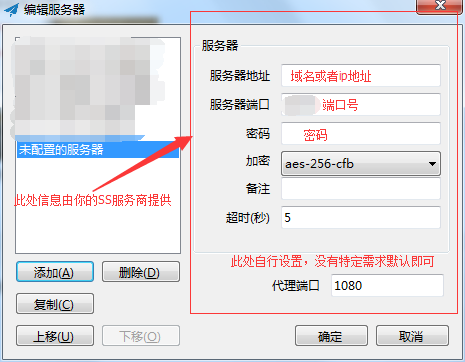 编辑服务器
服务器
服务器地址 域名或者ip地址
服务器端口 端口号
密码 密码
未配置的服务器
加密 aes-256-cfb
此处信息由你的SS服务商提供
备注
超时(秒) 5
此处自行设置，没有特定需求默认即可
添加(A) 删除(D)
代理端口 1080
复制(C)
上移(U) 下移(O) 确定 取消